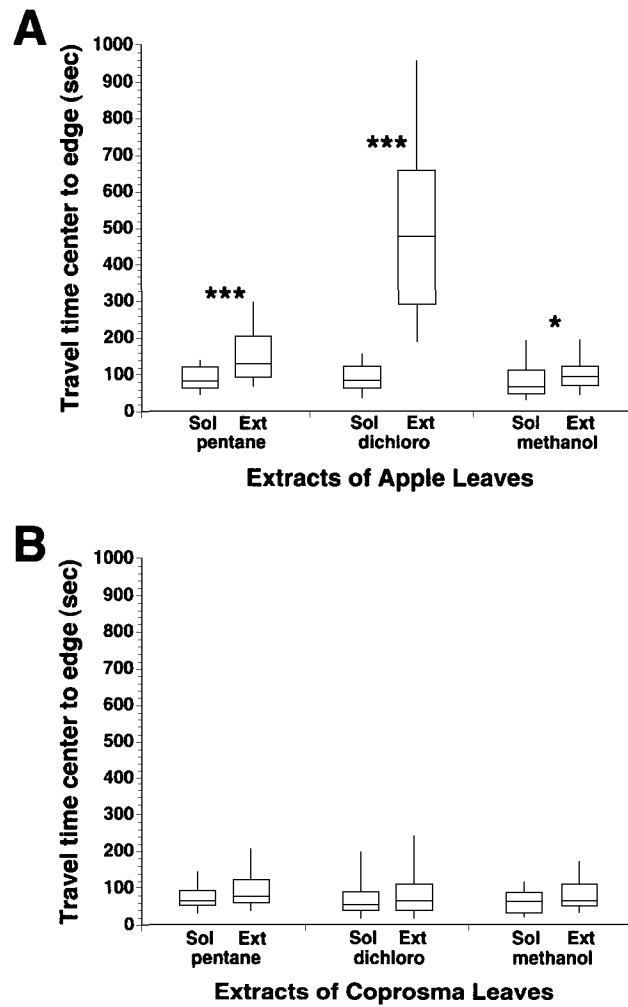 A
Travel time center to edge (sec)
1000
900
800
700
600
500
400
300
200
100
0
***
***
*
Sol Ext Sol Ext Sol Ext
pentane dichloro methanol
Extracts of Apple Leaves
B
Travel time center to edge (sec)
1000
900
800
700
600
500
400
300
200
100
0
Sol Ext Sol Ext Sol Ext
pentane dichloro methanol
Extracts of Coprosma Leaves